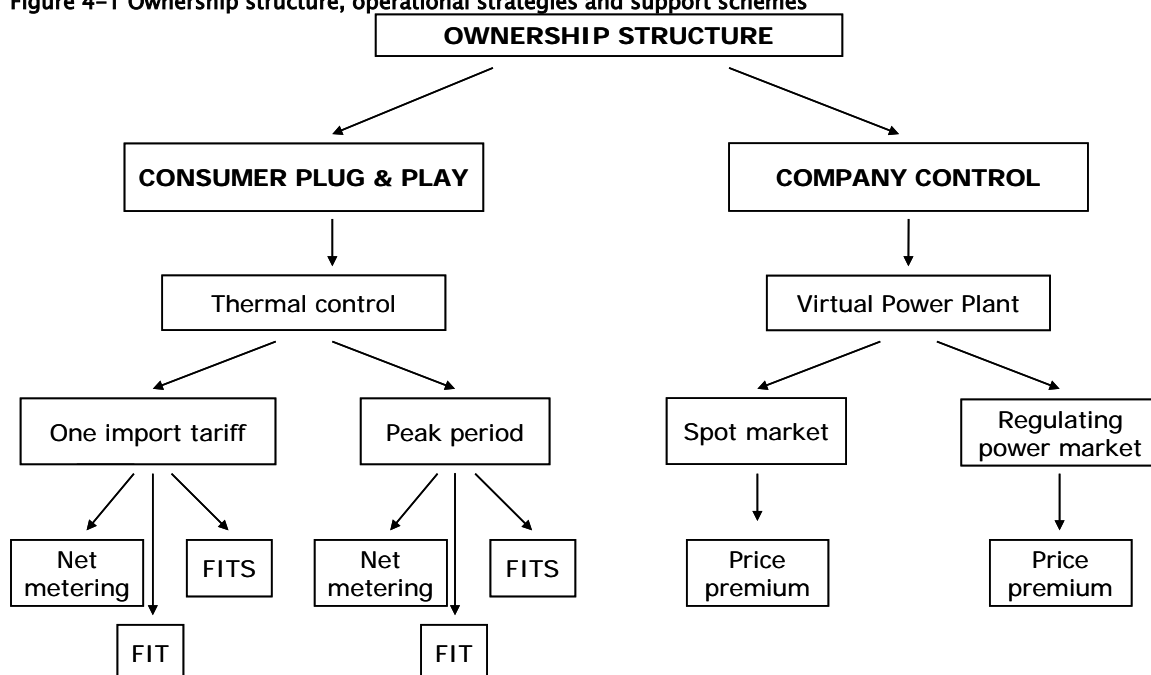 Figure 4–1 Ownership structure, operational strategies and support schemes
OWNERSHIP STRUCTURE
CONSUMER PLUG & PLAY
COMPANY CONTROL
Thermal control
Virtual Power Plant
One import tariff
Peak period
Spot market
Regulating
power market
Net
metering
FITS
Net
metering
FITS
Price
premium
Price
premium
FIT
FIT